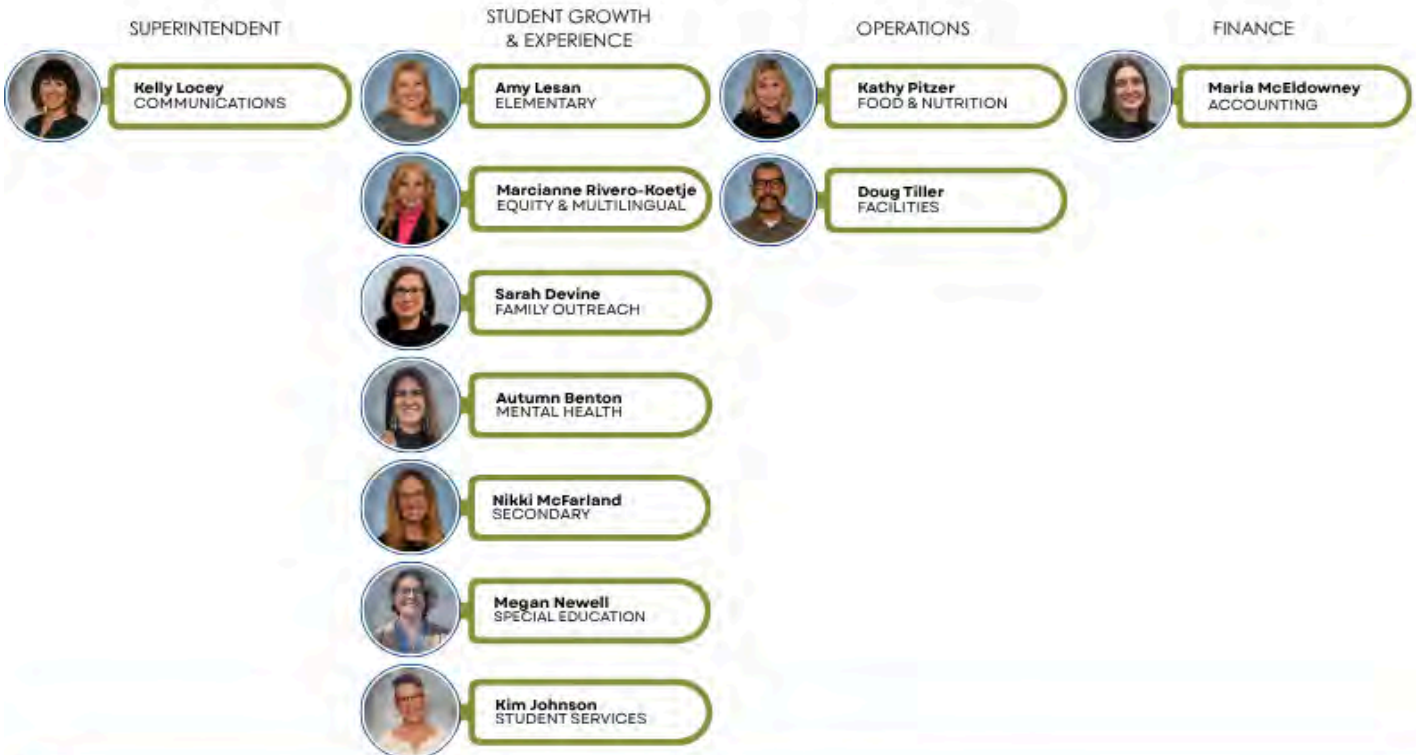 SUPERINTENDENT
Kelly Locey
COMMUNICATIONS
STUDENT GROWTH
& EXPERIENCE
Amy Lesan
ELEMENTARY
Marcianne Rivero-Koetje
EQUITY & MULTILINGUAL
Sarah Devine
FAMILY OUTREACH
Autumn Benton
MENTAL HEALTH
Nikki McFarland
SECONDARY
Megan Newell
SPECIAL EDUCATION
Kim Johnson
STUDENT SERVICES
OPERATIONS
Kathy Pitzer
FOOD & NUTRITION
Doug Tiller
FACILITIES
FINANCE
Maria McEldowney
ACCOUNTING